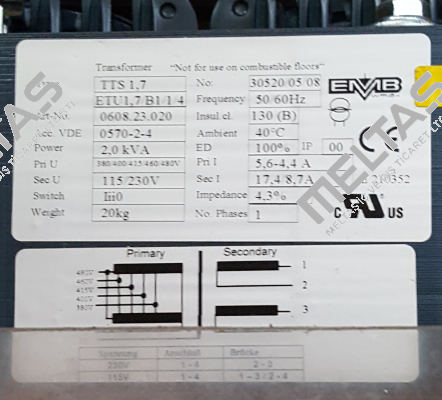 Transformer "Not for use on combustible floors"
TTS 1,7 No: 30520/05/08
ETU1,7/B1/1/4 Frequency 50/60Hz
Art-No. 0608.23.020 Insul cl. 130 (B)
Acc. VDE 0570-2-4 Ambient 40°C
Power 2,0 kVA ED 100% IP 00
Pri U 380/400/415/460/480V Pri I 5,6-4,4 A
Sec U 115/230V Sec I 17,4/8,7A
Switch Iii0 Impedance 4,3%
Weight 20kg No. Phases 1
EMB
CE
C UR US
MELTAS
Primary Secondary
480V
460V
415V
400V
380V
1
2
3
Spannung Anschluß Brücke
230V 1 - 4 2 - 3
115V 1 - 4 1 - 3 / 2 - 4